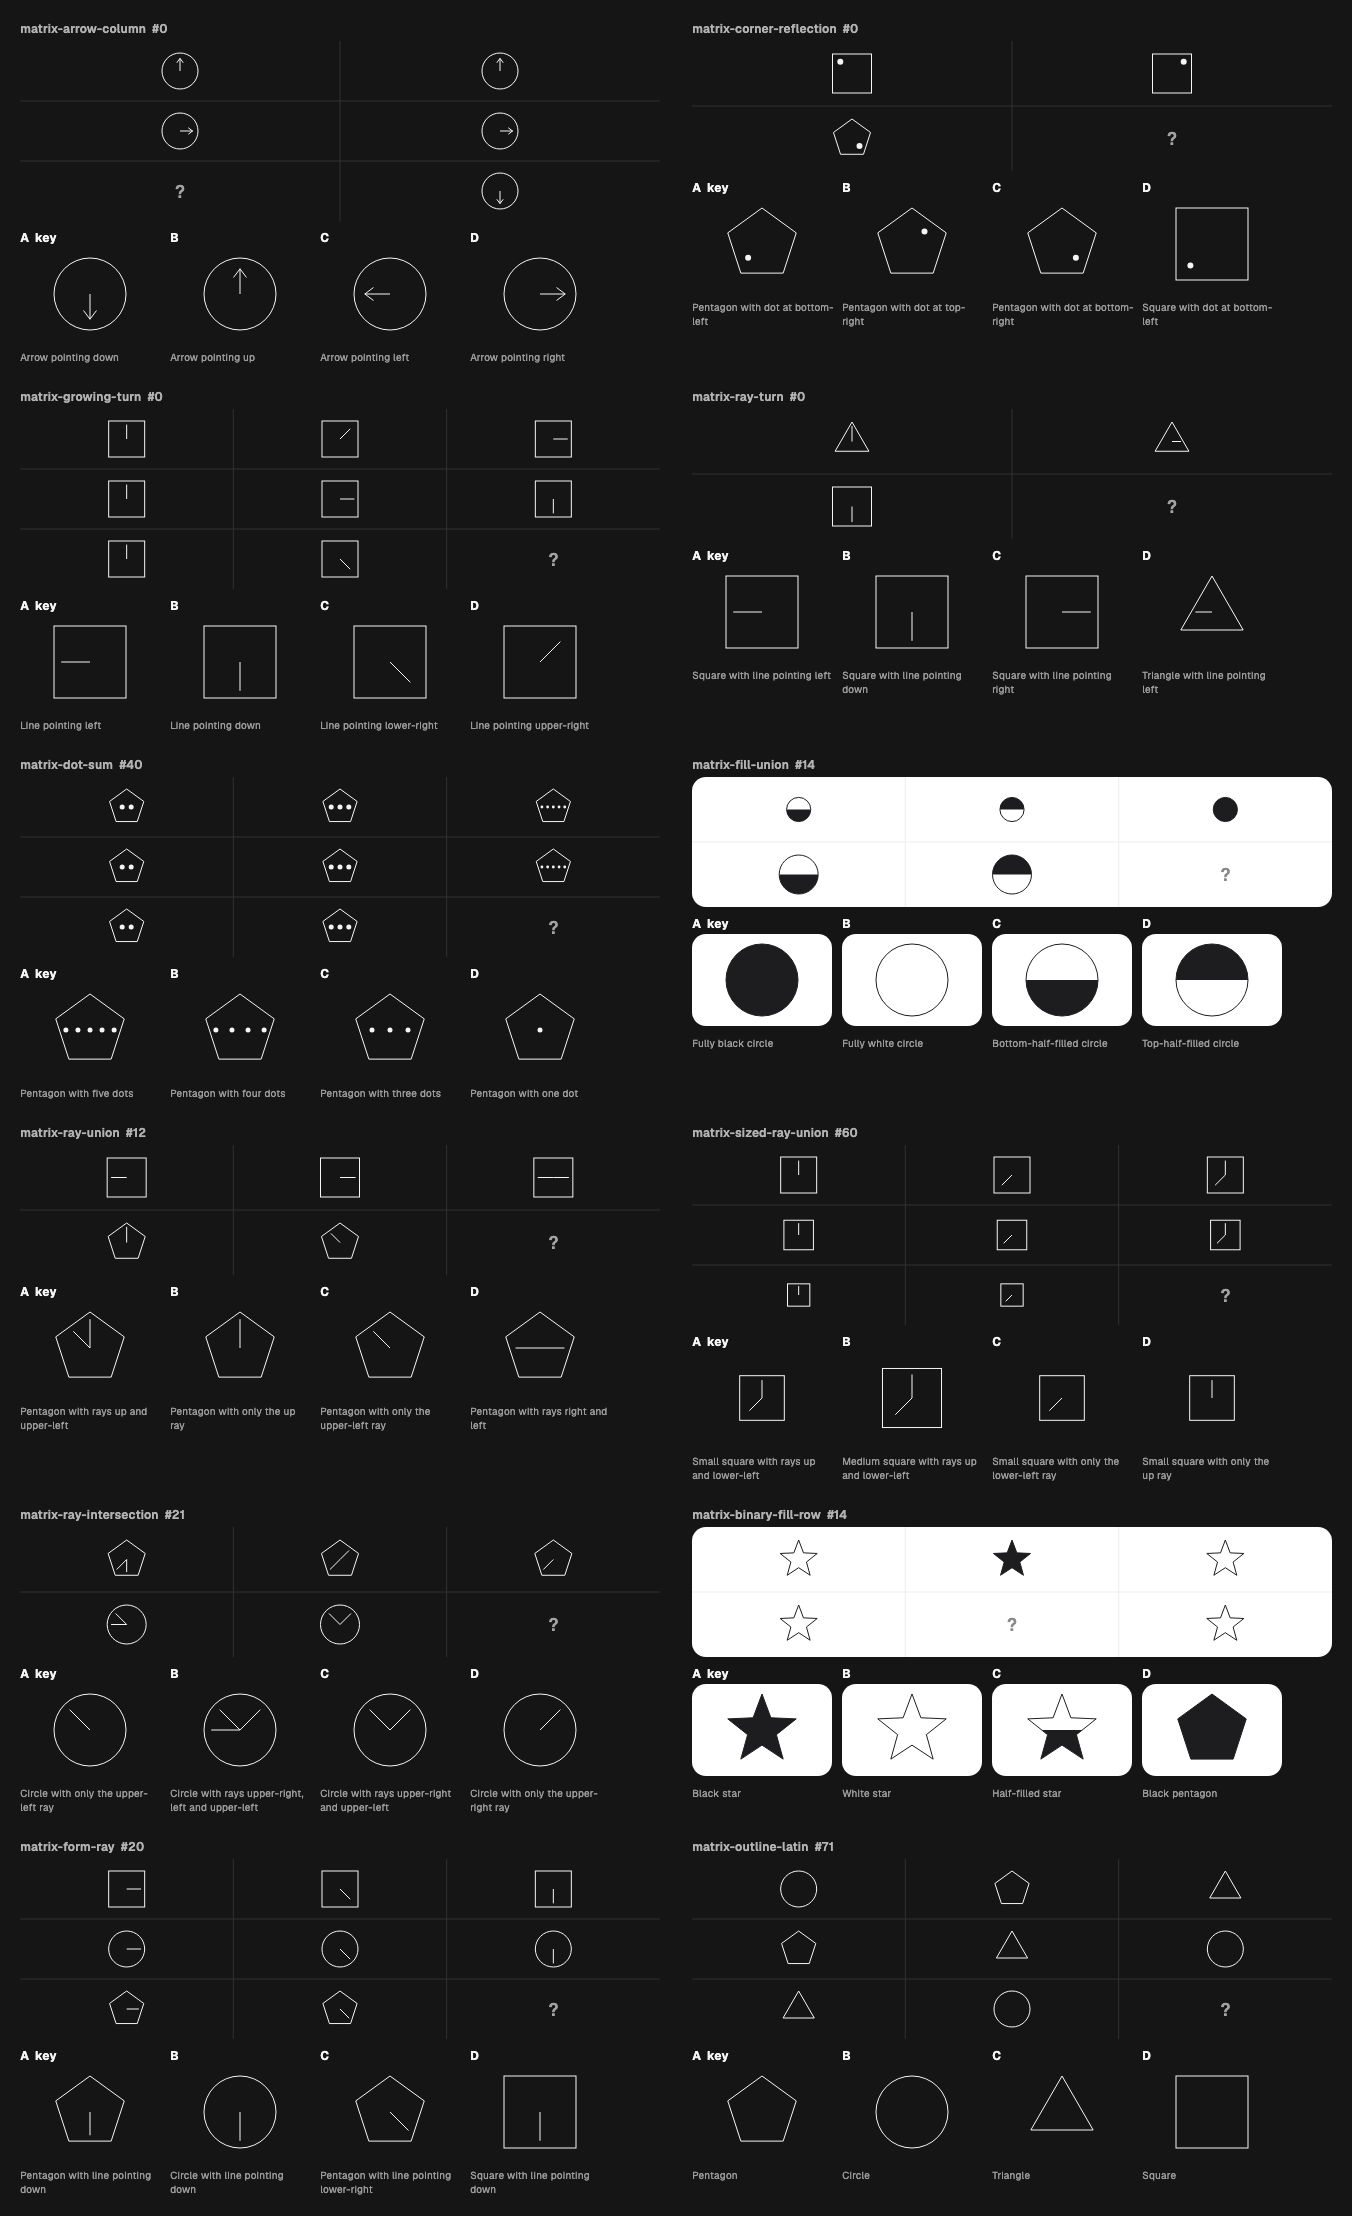 matrix-arrow-column #0
?
A key
B
C
D
Arrow pointing down
Arrow pointing up
Arrow pointing left
Arrow pointing right
matrix-corner-reflection #0
?
A key
B
C
D
Pentagon with dot at bottom-
left
Pentagon with dot at top-
right
Pentagon with dot at bottom-
right
Square with dot at bottom-
left
matrix-growing-turn #0
?
A key
B
C
D
Line pointing left
Line pointing down
Line pointing lower-right
Line pointing upper-right
matrix-ray-turn #0
?
A key
B
C
D
Square with line pointing left
Square with line pointing
down
Square with line pointing
right
Triangle with line pointing
left
matrix-dot-sum #40
?
A key
B
C
D
Pentagon with five dots
Pentagon with four dots
Pentagon with three dots
Pentagon with one dot
matrix-fill-union #14
?
A key
B
C
D
Fully black circle
Fully white circle
Bottom-half-filled circle
Top-half-filled circle
matrix-ray-union #12
?
A key
B
C
D
Pentagon with rays up and
upper-left
Pentagon with only the up
ray
Pentagon with only the
upper-left ray
Pentagon with rays right and
left
matrix-sized-ray-union #60
?
A key
B
C
D
Small square with rays up
and lower-left
Medium square with rays up
and lower-left
Small square with only the
lower-left ray
Small square with only the
up ray
matrix-ray-intersection #21
?
A key
B
C
D
Circle with only the upper-
left ray
Circle with rays upper-right,
left and upper-left
Circle with rays upper-right
and upper-left
Circle with only the upper-
right ray
matrix-binary-fill-row #14
?
A key
B
C
D
Black star
White star
Half-filled star
Black pentagon
matrix-form-ray #20
?
A key
B
C
D
Pentagon with line pointing
down
Circle with line pointing
down
Pentagon with line pointing
lower-right
Square with line pointing
down
matrix-outline-latin #71
?
A key
B
C
D
Pentagon
Circle
Triangle
Square